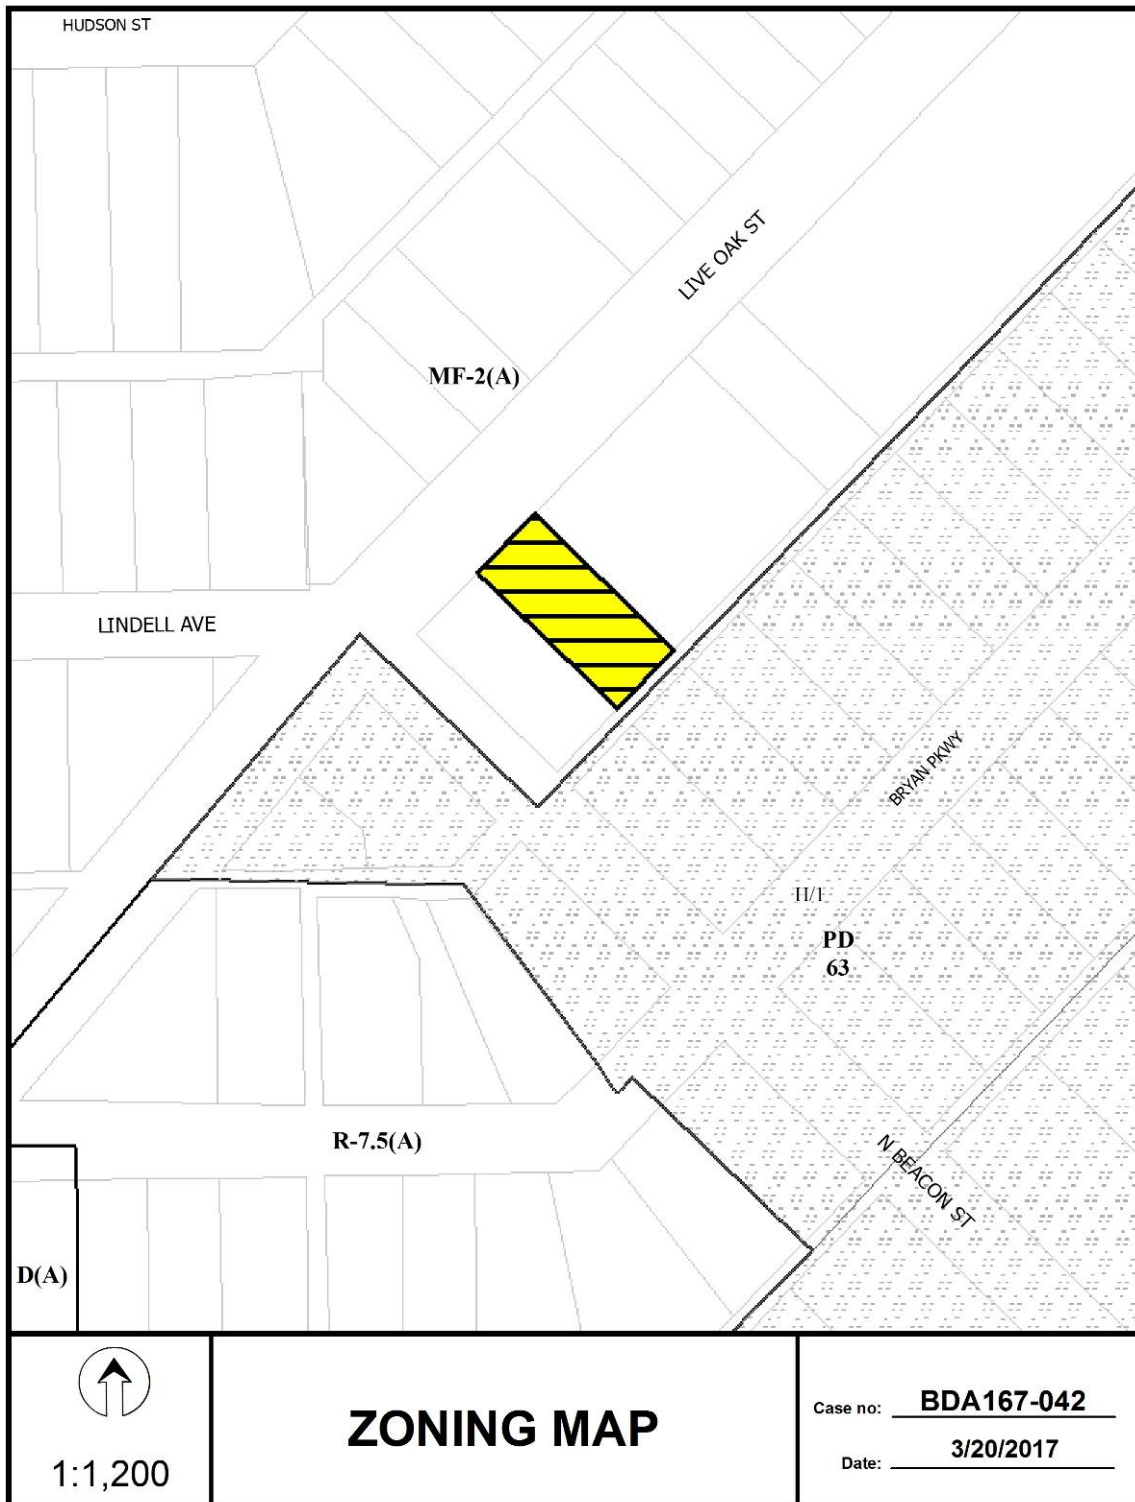 HUDSON ST
LIVE OAK ST
MF-2(A)
LINDELL AVE
BRYAN PKWY
H/1
PD
63
R-7.5(A)
N BEACON ST
D(A)
1:1,200
ZONING MAP
Case no: BDA167-042
Date: 3/20/2017